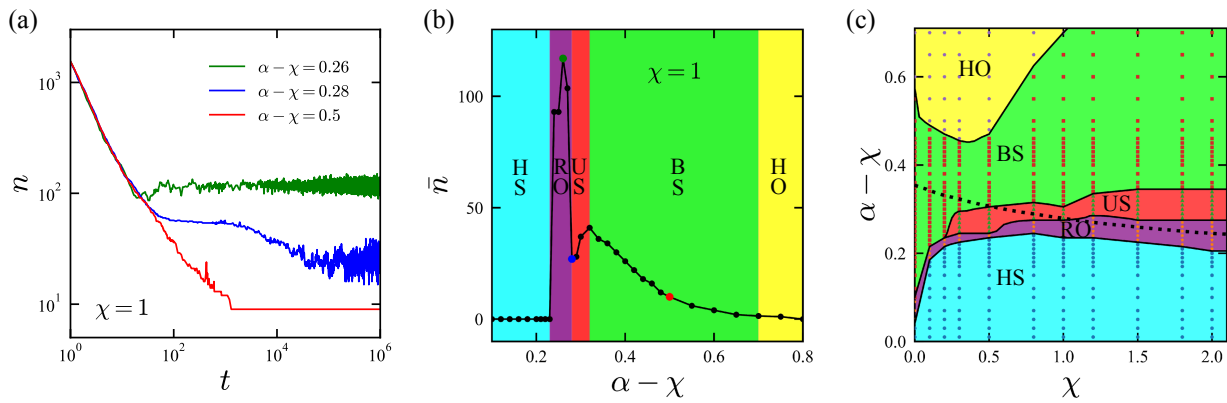 (a)
10³
10²
10¹
n
α − χ = 0.26
α − χ = 0.28
α − χ = 0.5
χ = 1
10⁰ 10² 10⁴ 10⁶
t
(b)
100
50
0
n̄
χ = 1
H S
R O
U S
B S
H O
0.2 0.4 0.6 0.8
α − χ
(c)
0.6
0.4
0.2
0.0
α − χ
HO
BS
US
RO
HS
0.0 0.5 1.0 1.5 2.0
χ